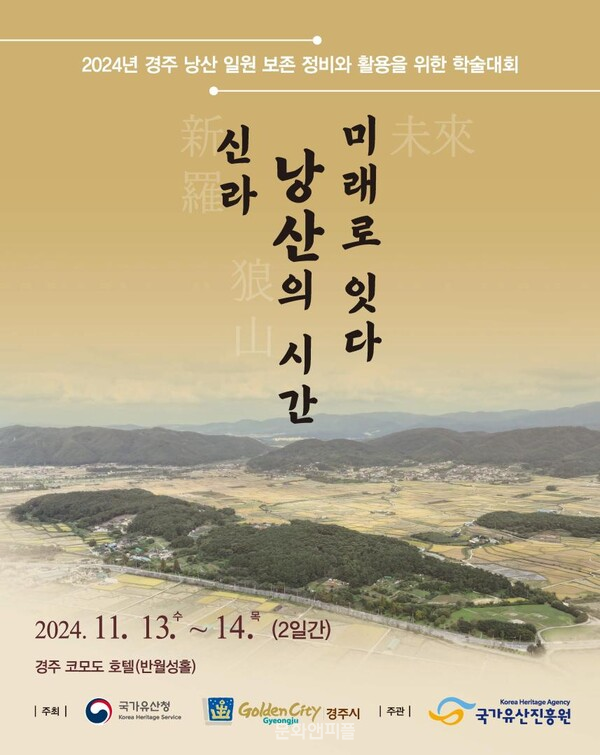 2024년 경주 낭산 일원 보존 정비와 활용을 위한 학술대회
新羅
신라
狼山
낭산의 시간
미래로 잇다
未來
2024. 11. 13.수 ~ 14.목 (2일간)
경주 코모도 호텔(반월성홀)
| 주최 | 국가유산청 Korea Heritage Service Golden City Gyeongju 경주시 | 주관 | Korea Heritage Agency 국가유산진흥원
문화앤피플